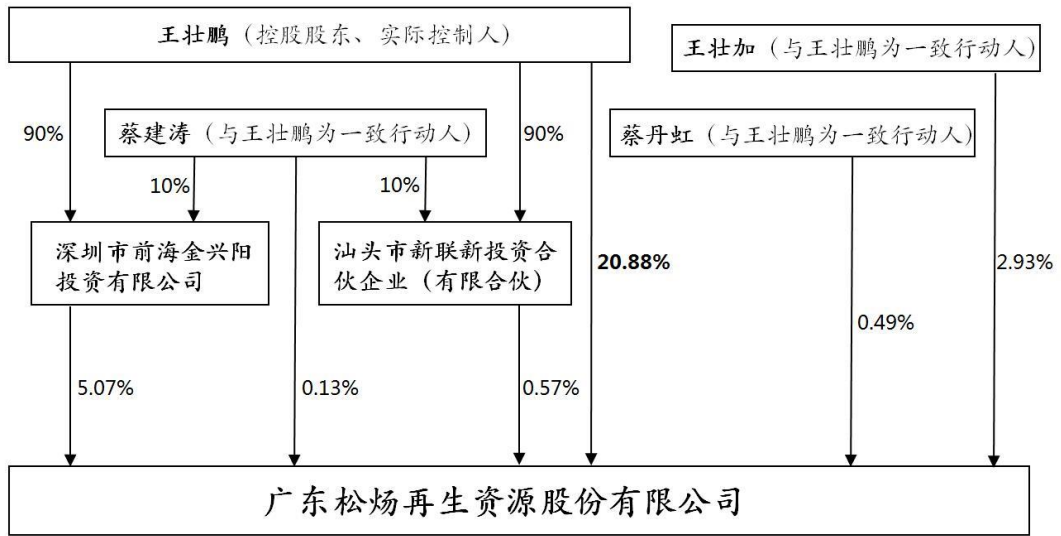 王壮鹏（控股股东、实际控制人）
王壮加（与王壮鹏为一致行动人）
90%
蔡建涛（与王壮鹏为一致行动人）
90%
蔡丹虹（与王壮鹏为一致行动人）
10%
10%
深圳市前海金兴阳
投资有限公司
汕头市新联新投资合
伙企业（有限合伙）
20.88%
2.93%
0.49%
5.07%
0.13%
0.57%
广东松炀再生资源股份有限公司